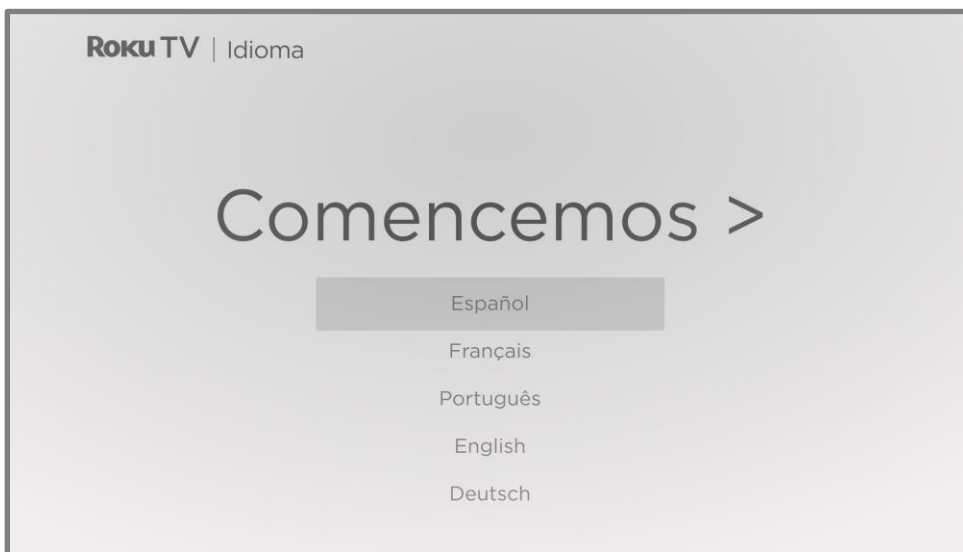 Roku TV | Idioma
Comencemos >
Español
Français
Português
English
Deutsch